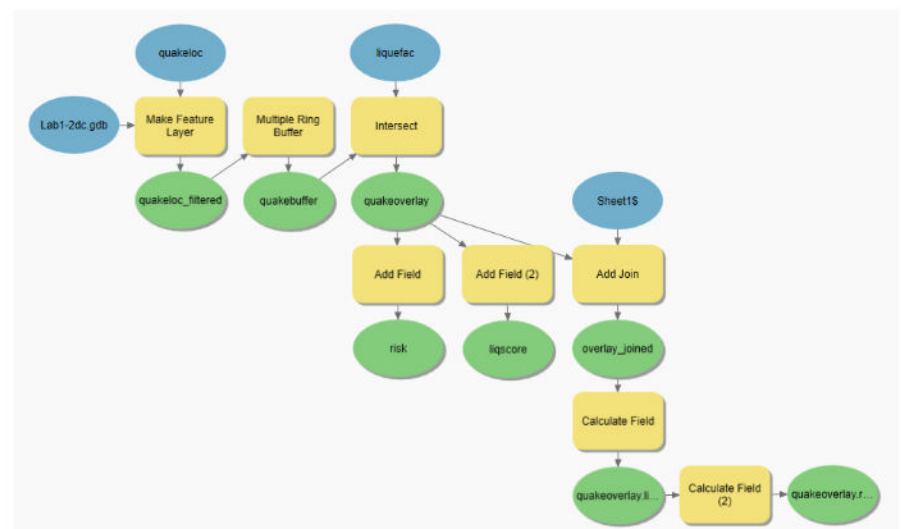 quakeloc
liquefac
Lab1-2dc.gdb
Make Feature
Layer
Multiple Ring
Buffer
Intersect
quakeloc_filtered
quakebuffer
quakeoverlay
Sheet1$
Add Field
Add Field (2)
Add Join
risk
liqscore
overlay_joined
Calculate Field
quakeoverlay.li...
Calculate Field
(2)
quakeoverlay.r...